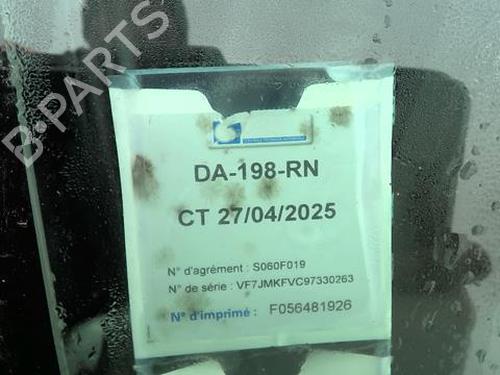 B-PARTS
DA-198-RN
CT 27/04/2025
N° d'agrément : S060F019
N° de série : VF7JMKFVC97330263
N° d'imprimé : F056481926